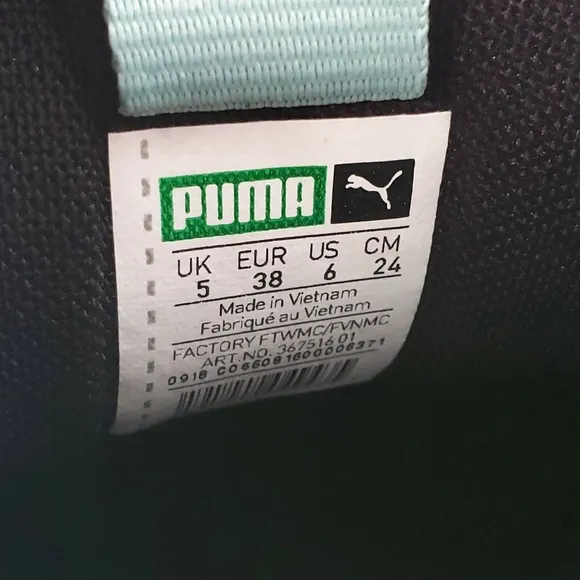 PUMA
UK EUR US CM
5 38 6 24
Made in Vietnam
Fabriqué au Vietnam
FACTORY FTWMC/FVNMC
ART.NO. 367516 01
0918 C066081600006371